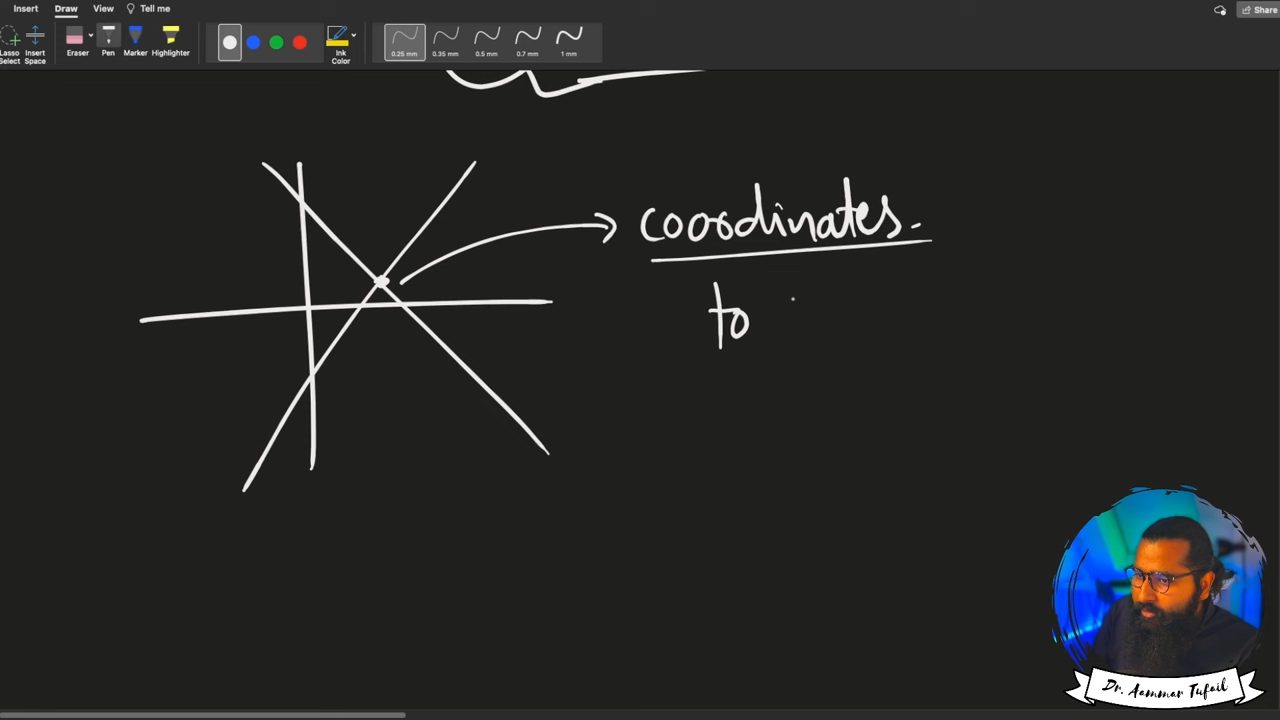 Insert Draw View Tell me Share
Lasso Select Insert Space Eraser Pen Marker Highlighter Ink Color 0.25 mm 0.35 mm 0.5 mm 0.7 mm 1 mm
coordinates.
to
Dr. Aammar Tufail